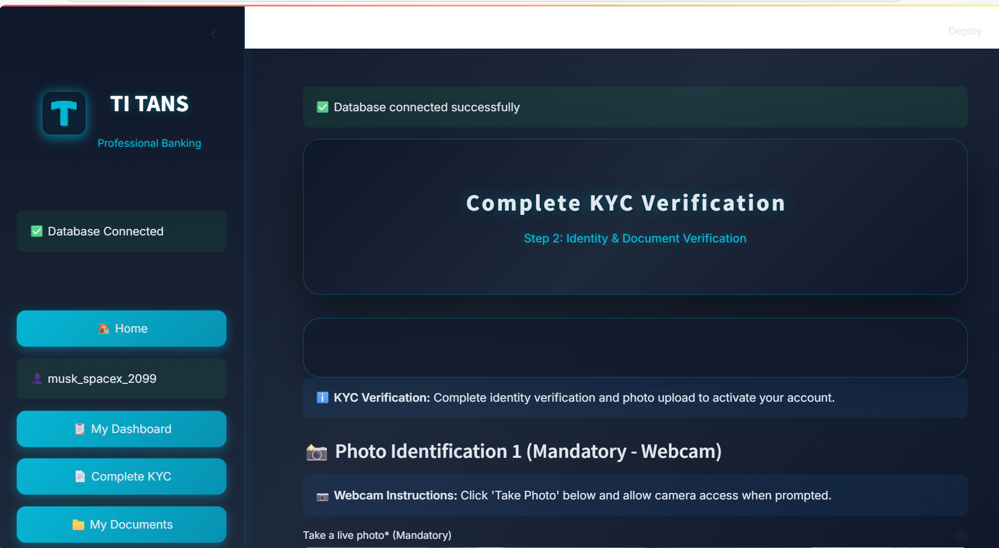 Deploy
TI TANS
Professional Banking
✅ Database Connected
🏠 Home
👤 musk_spacex_2099
📋 My Dashboard
📄 Complete KYC
📁 My Documents
✅ Database connected successfully
Complete KYC Verification
Step 2: Identity & Document Verification
ℹ️ KYC Verification: Complete identity verification and photo upload to activate your account.
📸 Photo Identification 1 (Mandatory - Webcam)
📷 Webcam Instructions: Click 'Take Photo' below and allow camera access when prompted.
Take a live photo* (Mandatory)